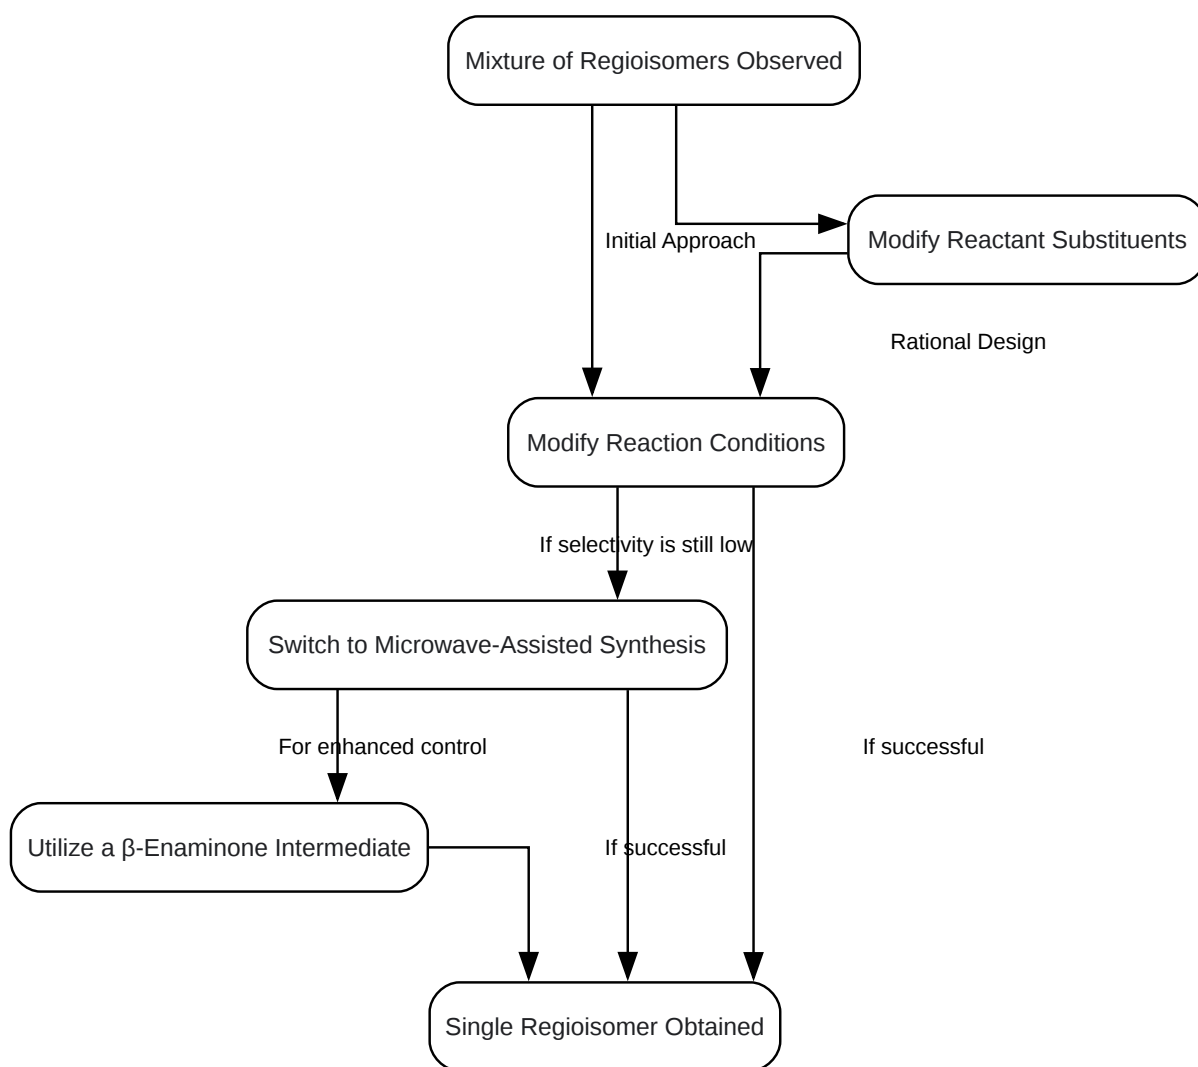 Mixture of Regioisomers Observed
Initial Approach
Modify Reactant Substituents
Rational Design
Modify Reaction Conditions
If selectivity is still low
Switch to Microwave-Assisted Synthesis
For enhanced control
If successful
Utilize a β-Enaminone Intermediate
If successful
Single Regioisomer Obtained